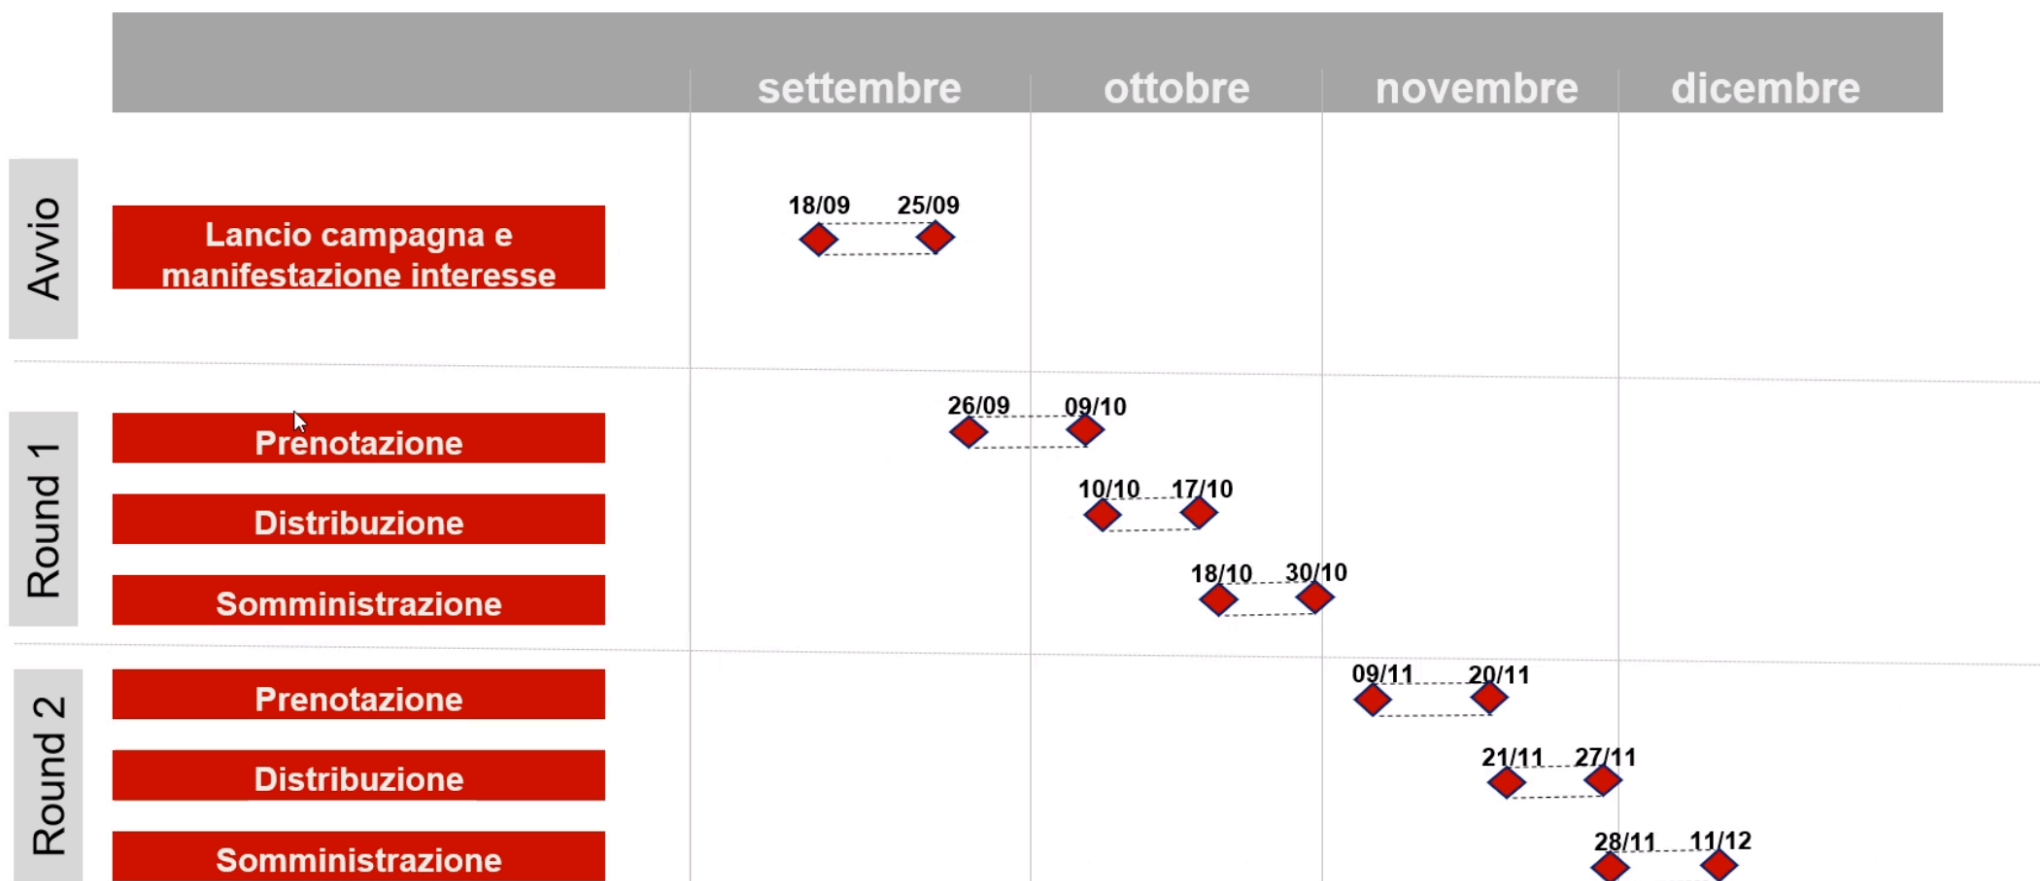 settembre ottobre novembre dicembre
Avvio
Lancio campagna e
manifestazione interesse
18/09 25/09
Round 1
Prenotazione
26/09 09/10
Distribuzione
10/10 17/10
Somministrazione
18/10 30/10
Round 2
Prenotazione
09/11 20/11
Distribuzione
21/11 27/11
Somministrazione
28/11 11/12